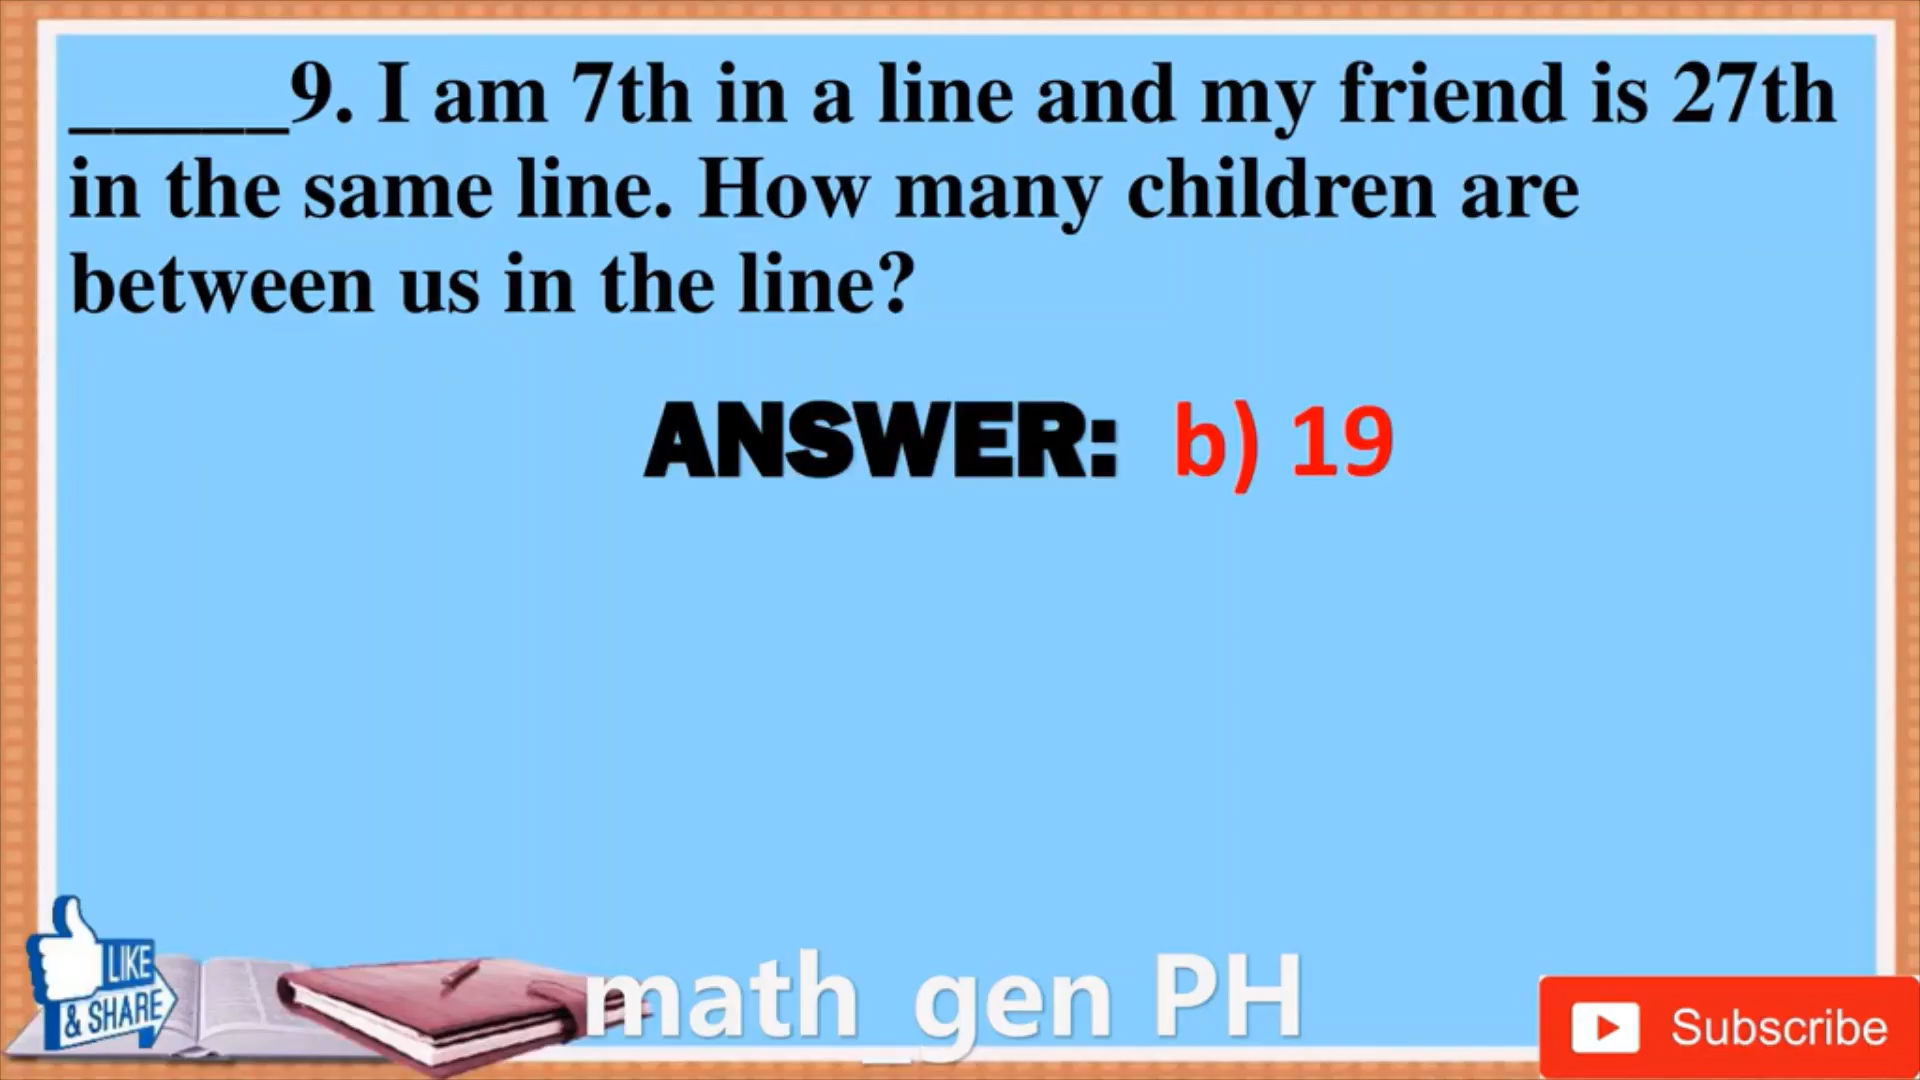 _____9. I am 7th in a line and my friend is 27th
in the same line. How many children are
between us in the line?
ANSWER: b) 19
LIKE
& SHARE
math_gen PH
Subscribe